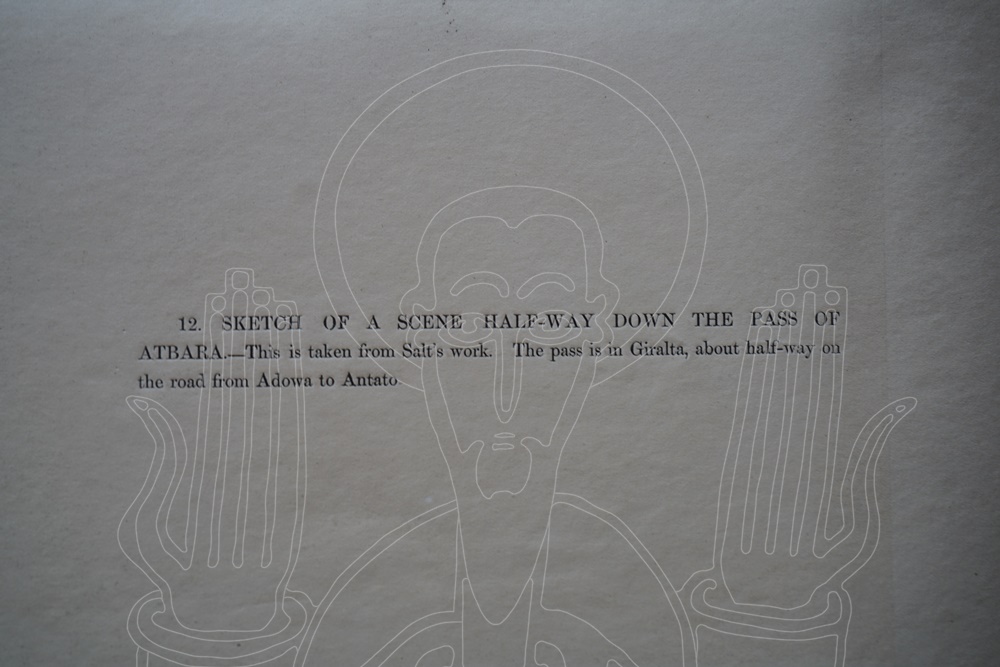 12. SKETCH OF A SCENE HALF-WAY DOWN THE PASS OF
ATBARA.—This is taken from Salt's work. The pass is in Giralta, about half-way on
the road from Adowa to Antato